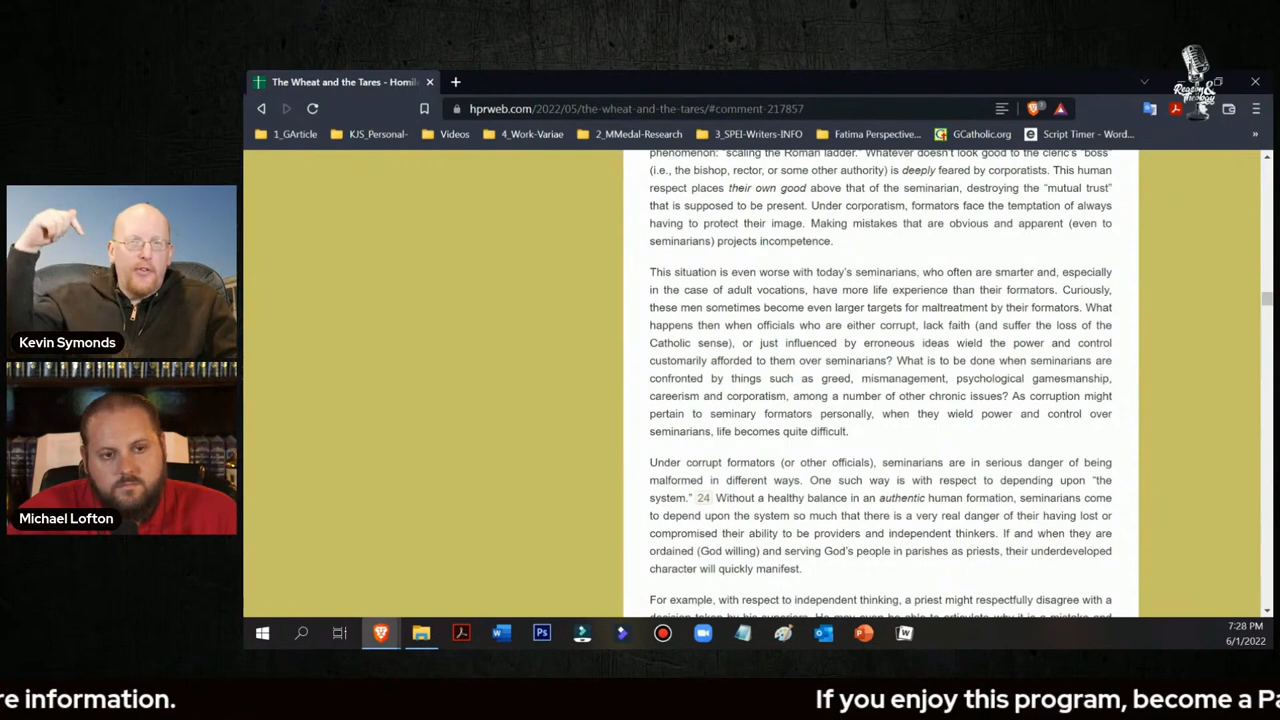 The Wheat and the Tares - Homil
hprweb.com/2022/05/the-wheat-and-the-tares/#comment-217857
Reason &
Theology
1_GArticle
KJS_Personal-
Videos
4_Work-Variae
2_MMedal-Research
3_SPEI-Writers-INFO
Fatima Perspective...
GCatholic.org
Script Timer - Word...
phenomenon: “scaling the Roman ladder.” Whatever doesn’t look good to the cleric’s “boss”
(i.e., the bishop, rector, or some other authority) is deeply feared by corporatists. This human
respect places their own good above that of the seminarian, destroying the “mutual trust”
that is supposed to be present. Under corporatism, formators face the temptation of always
having to protect their image. Making mistakes that are obvious and apparent (even to
seminarians) projects incompetence.
This situation is even worse with today’s seminarians, who often are smarter and, especially
in the case of adult vocations, have more life experience than their formators. Curiously,
these men sometimes become even larger targets for maltreatment by their formators. What
happens then when officials who are either corrupt, lack faith (and suffer the loss of the
Catholic sense), or just influenced by erroneous ideas wield the power and control
customarily afforded to them over seminarians? What is to be done when seminarians are
confronted by things such as greed, mismanagement, psychological gamesmanship,
careerism and corporatism, among a number of other chronic issues? As corruption might
pertain to seminary formators personally, when they wield power and control over
seminarians, life becomes quite difficult.
Under corrupt formators (or other officials), seminarians are in serious danger of being
malformed in different ways. One such way is with respect to depending upon “the
system.” 24 Without a healthy balance in an authentic human formation, seminarians come
to depend upon the system so much that there is a very real danger of their having lost or
compromised their ability to be providers and independent thinkers. If and when they are
ordained (God willing) and serving God’s people in parishes as priests, their underdeveloped
character will quickly manifest.
For example, with respect to independent thinking, a priest might respectfully disagree with a
Kevin Symonds
Michael Lofton
7:28 PM
6/1/2022
re information.
If you enjoy this program, become a Pa